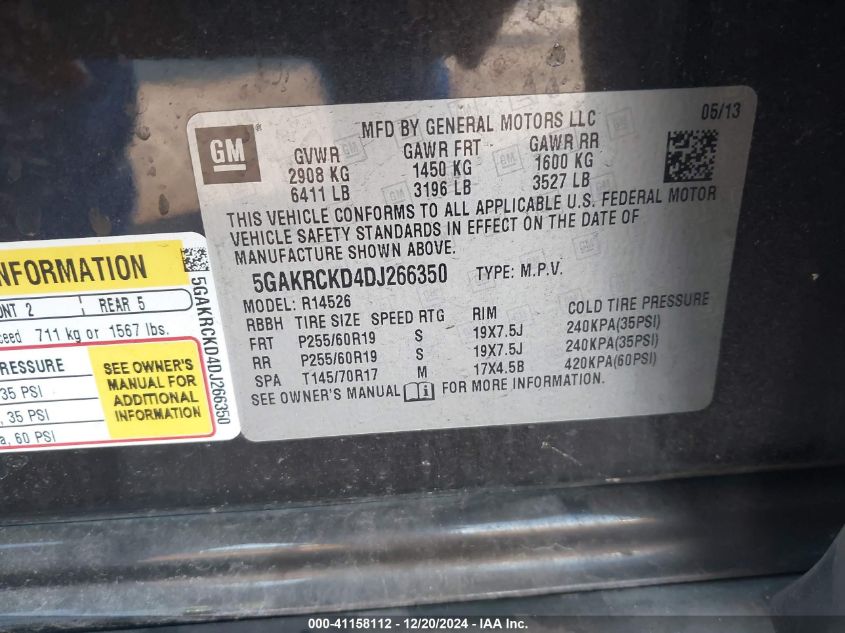 GM
MFD BY GENERAL MOTORS LLC
05/13
GVWR GAWR FRT GAWR RR
2908 KG 1450 KG 1600 KG
6411 LB 3196 LB 3527 LB
THIS VEHICLE CONFORMS TO ALL APPLICABLE U.S. FEDERAL MOTOR
VEHICLE SAFETY STANDARDS IN EFFECT ON THE DATE OF
MANUFACTURE SHOWN ABOVE.
5GAKRCKD4DJ266350 TYPE: M.P.V.
MODEL: R14526
RBBH TIRE SIZE SPEED RTG RIM COLD TIRE PRESSURE
FRT P255/60R19 S 19X7.5J 240KPA(35PSI)
RR P255/60R19 S 19X7.5J 240KPA(35PSI)
SPA T145/70R17 M 17X4.5B 420KPA(60PSI)
SEE OWNER'S MANUAL i FOR MORE INFORMATION.
INFORMATION
2 REAR 5
711 kg or 1567 lbs.
PRESSURE
35 PSI
, 35 PSI
a, 60 PSI
SEE OWNER'S
MANUAL FOR
ADDITIONAL
INFORMATION
5GAKRCKD4DJ266350
000-41158112 - 12/20/2024 - IAA Inc.